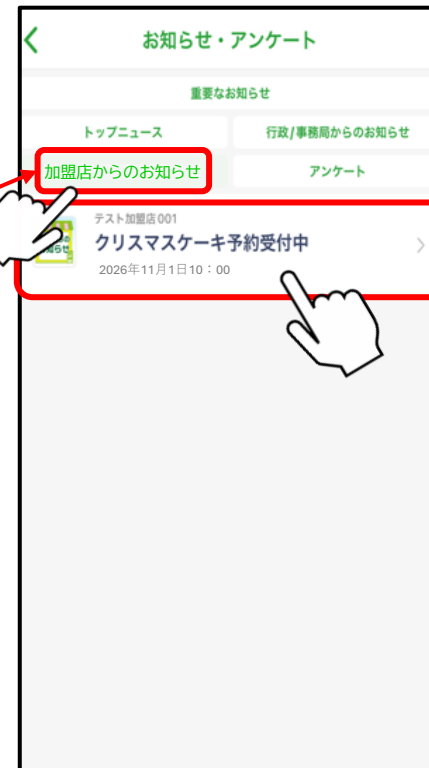 お知らせ・アンケート
重要なお知らせ
トップニュース
行政/事務局からのお知らせ
加盟店からのお知らせ
アンケート
テスト加盟店001
クリスマスケーキ予約受付中
2026年11月1日10：00